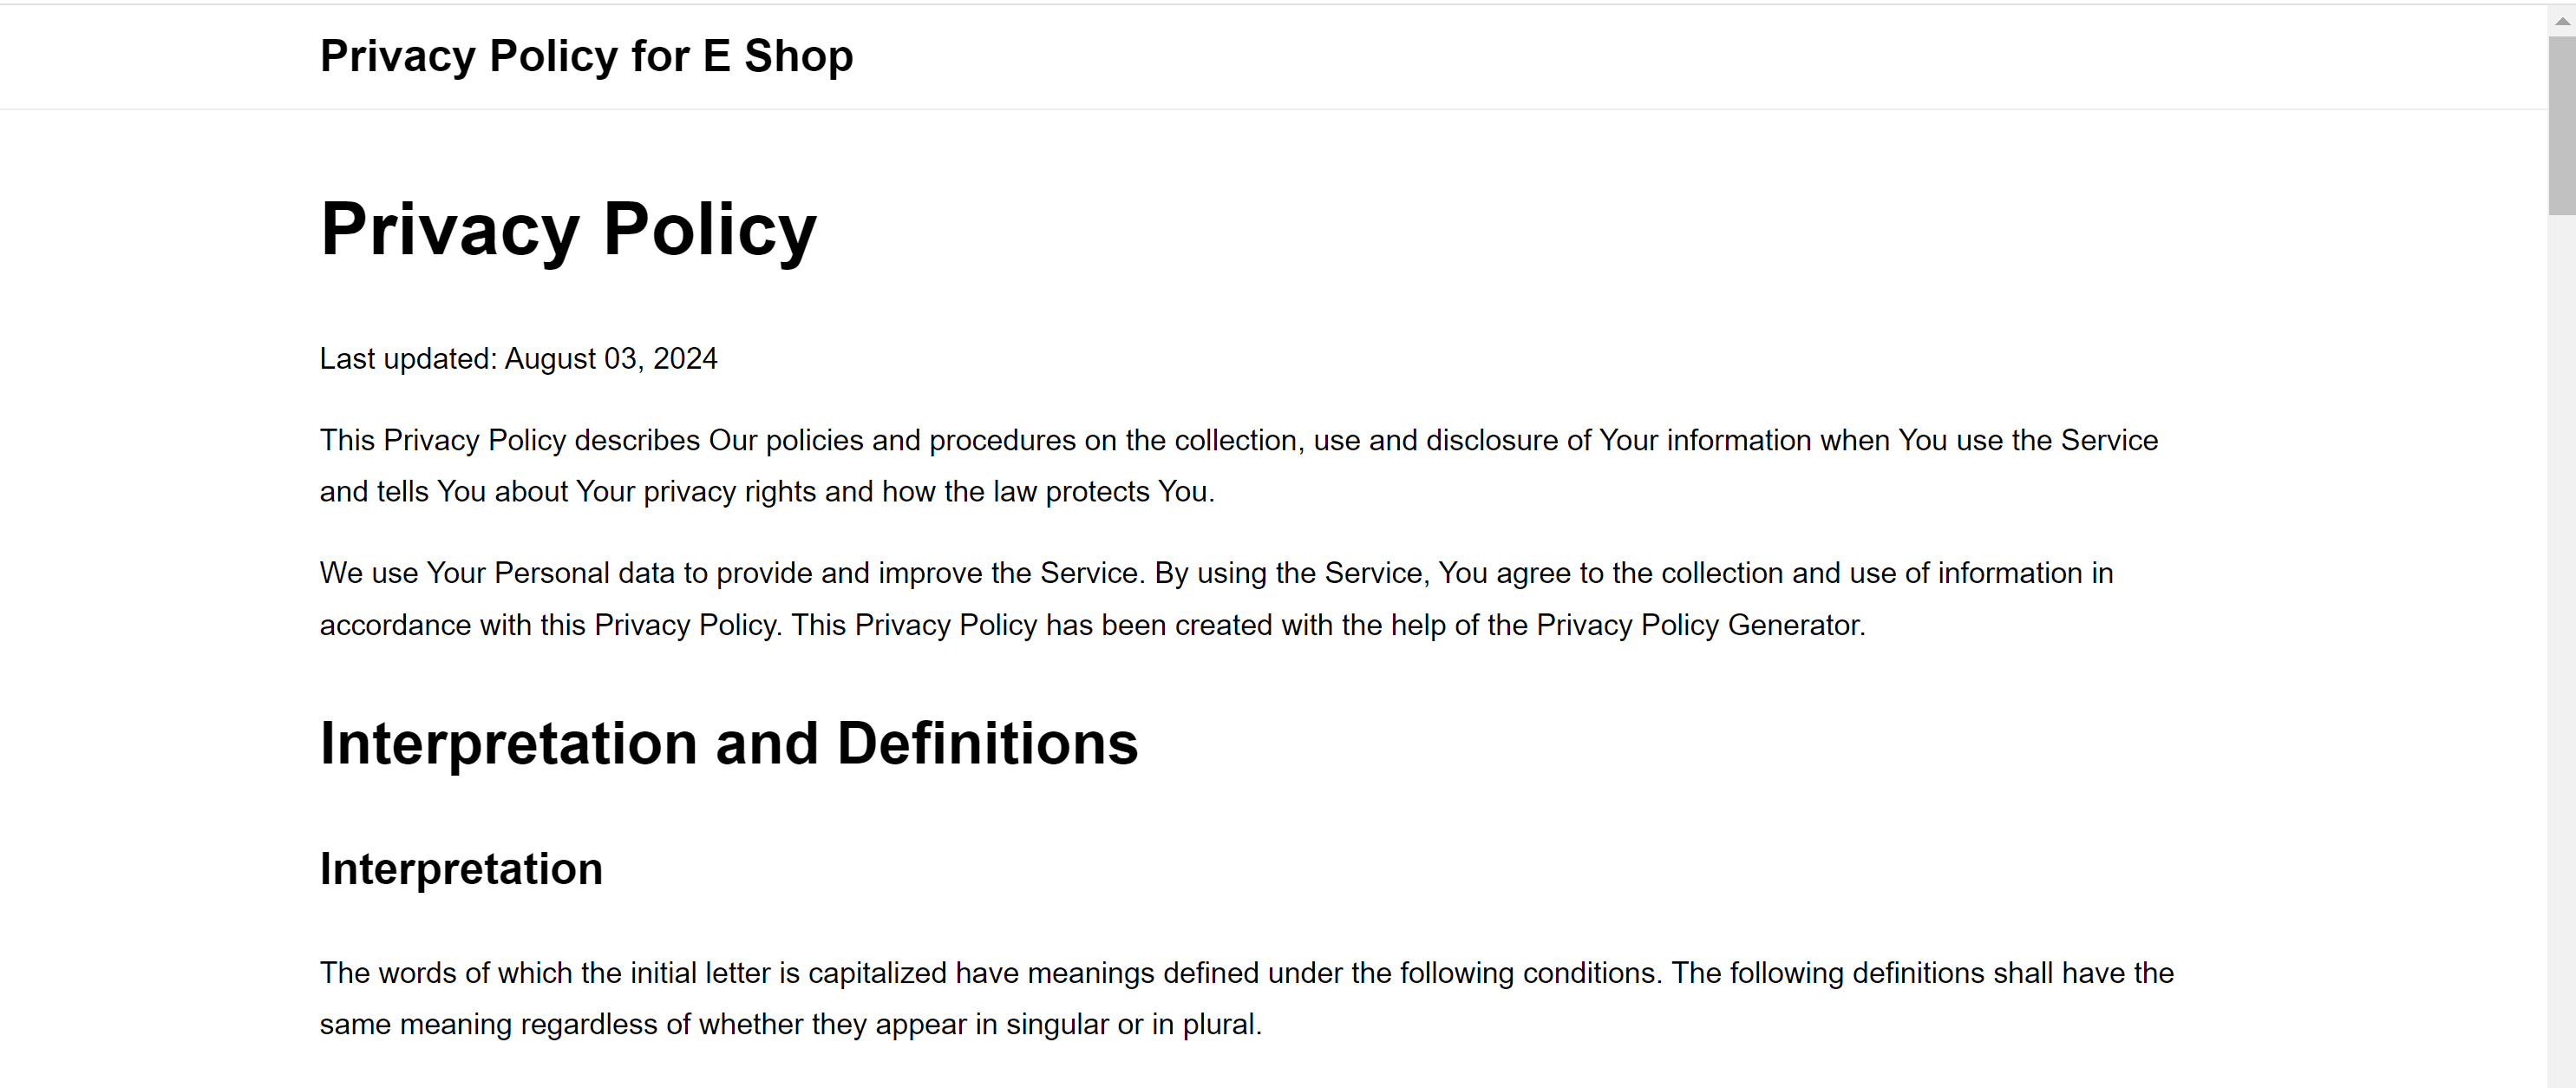 Privacy Policy for E Shop
Privacy Policy
Last updated: August 03, 2024
This Privacy Policy describes Our policies and procedures on the collection, use and disclosure of Your information when You use the Service
and tells You about Your privacy rights and how the law protects You.
We use Your Personal data to provide and improve the Service. By using the Service, You agree to the collection and use of information in
accordance with this Privacy Policy. This Privacy Policy has been created with the help of the Privacy Policy Generator.
Interpretation and Definitions
Interpretation
The words of which the initial letter is capitalized have meanings defined under the following conditions. The following definitions shall have the
same meaning regardless of whether they appear in singular or in plural.